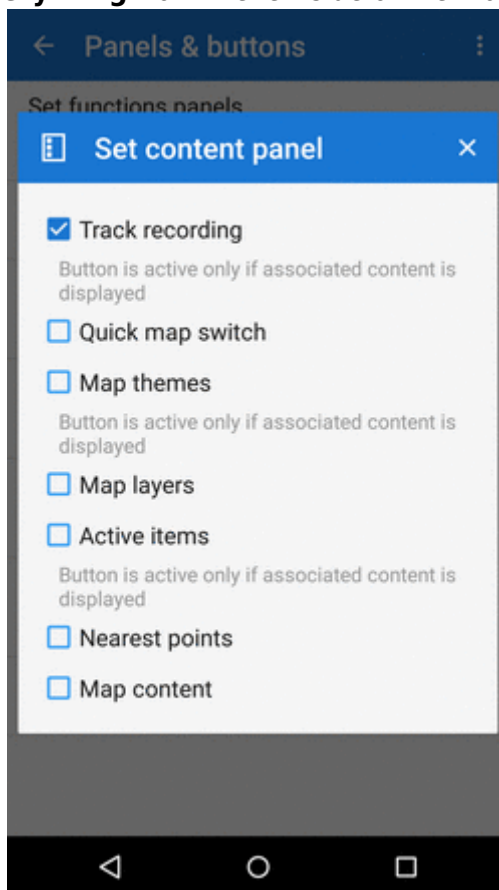 Panels & buttons
Set functions panels
Set content panel
Track recording
Button is active only if associated content is
displayed
Quick map switch
Map themes
Button is active only if associated content is
displayed
Map layers
Active items
Button is active only if associated content is
displayed
Nearest points
Map content